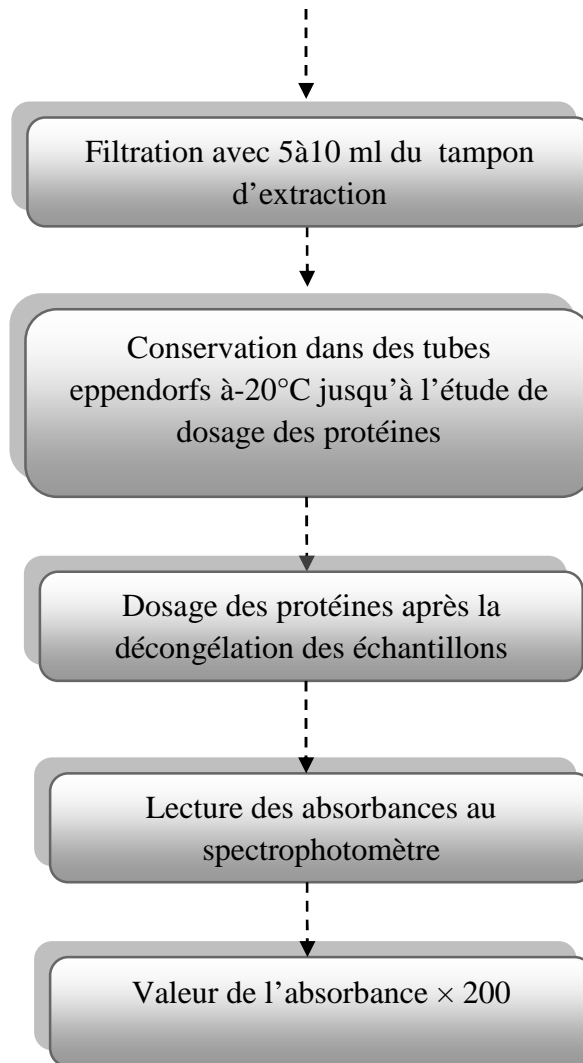 Filtration avec 5à10 ml du  tampon
d’extraction
Conservation dans des tubes
eppendorfs à-20°C jusqu’à l’étude de
dosage des protéines
Dosage des protéines après la
décongélation des échantillons
Lecture des absorbances au
spectrophotomètre
Valeur de l’absorbance × 200